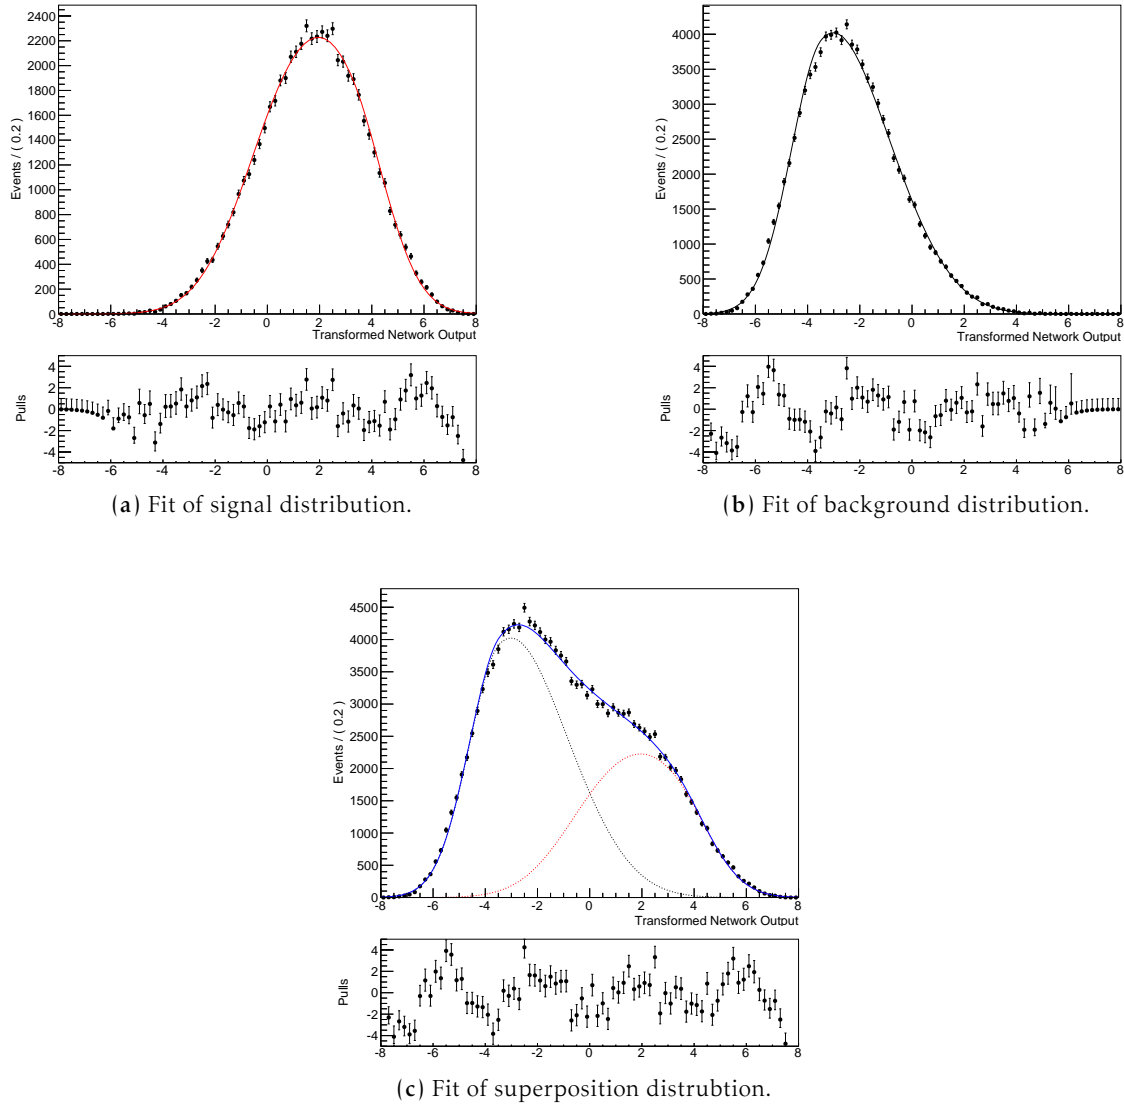 2400
2200
2000
1800
1600
1400
1200
1000
800
600
400
200
0
Events / ( 0.2 )
-8 -6 -4 -2 0 2 4 6 8
Transformed Network Output
4
2
0
-2
-4
Pulls
-8 -6 -4 -2 0 2 4 6 8
(a) Fit of signal distribution.
4000
3500
3000
2500
2000
1500
1000
500
0
Events / ( 0.2 )
-8 -6 -4 -2 0 2 4 6 8
Transformed Network Output
4
2
0
-2
-4
Pulls
-8 -6 -4 -2 0 2 4 6 8
(b) Fit of background distribution.
4500
4000
3500
3000
2500
2000
1500
1000
500
0
Events / ( 0.2 )
-8 -6 -4 -2 0 2 4 6 8
Transformed Network Output
4
2
0
-2
-4
Pulls
-8 -6 -4 -2 0 2 4 6 8
(c) Fit of superposition distrubtion.